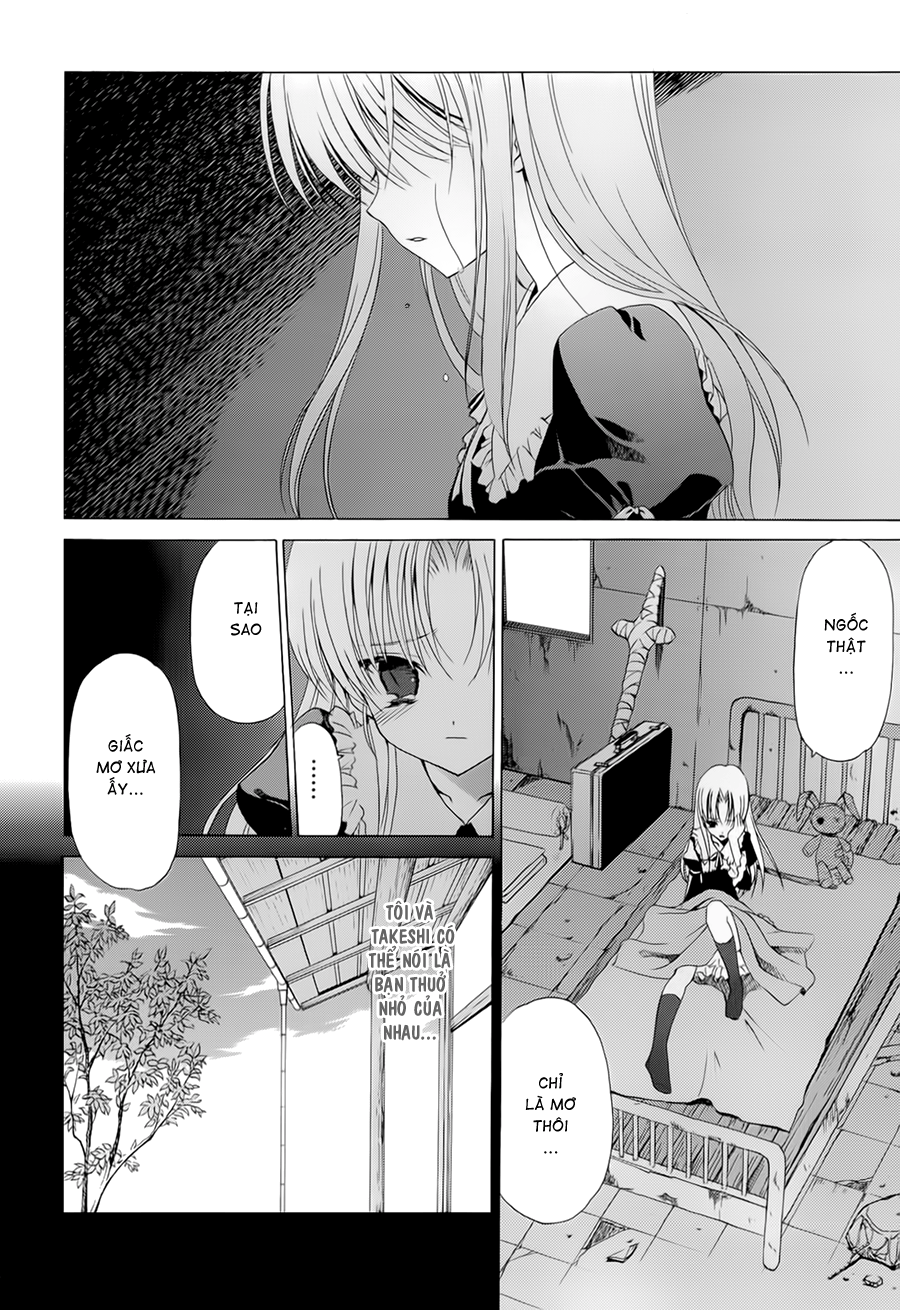 NGỐC
THẬT
...
CHỈ
LÀ MƠ
THÔI
...
......
TẠI
SAO
GIẤC
MƠ XƯA
ẤY...
TÔI VÀ
TAKESHI CÓ
THỂ NÓI LÀ
BẠN THUỞ
NHỎ CỦA
NHAU...